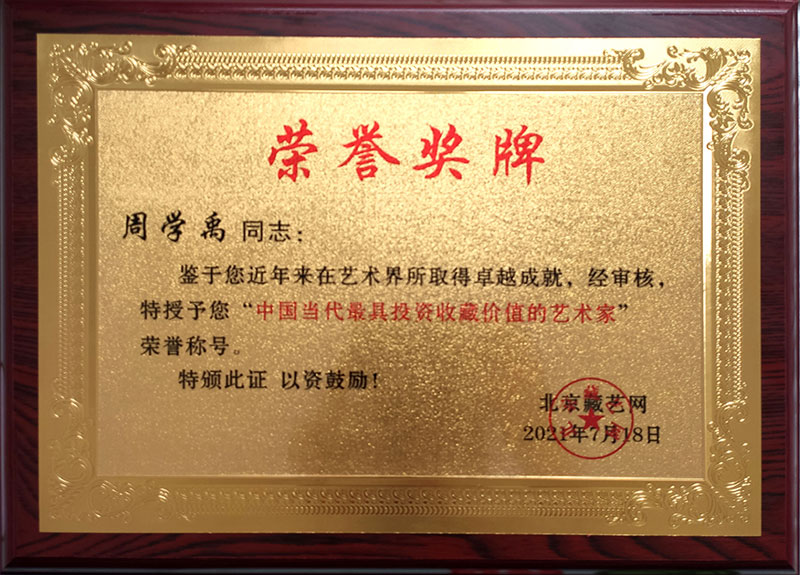 荣誉奖牌
周学禹 同志：
鉴于您近年来在艺术界所取得卓越成就，经审核，
特授予您“中国当代最具投资收藏价值的艺术家”
荣誉称号。
特颁此证 以资鼓励！
北京藏艺网
2021年7月18日